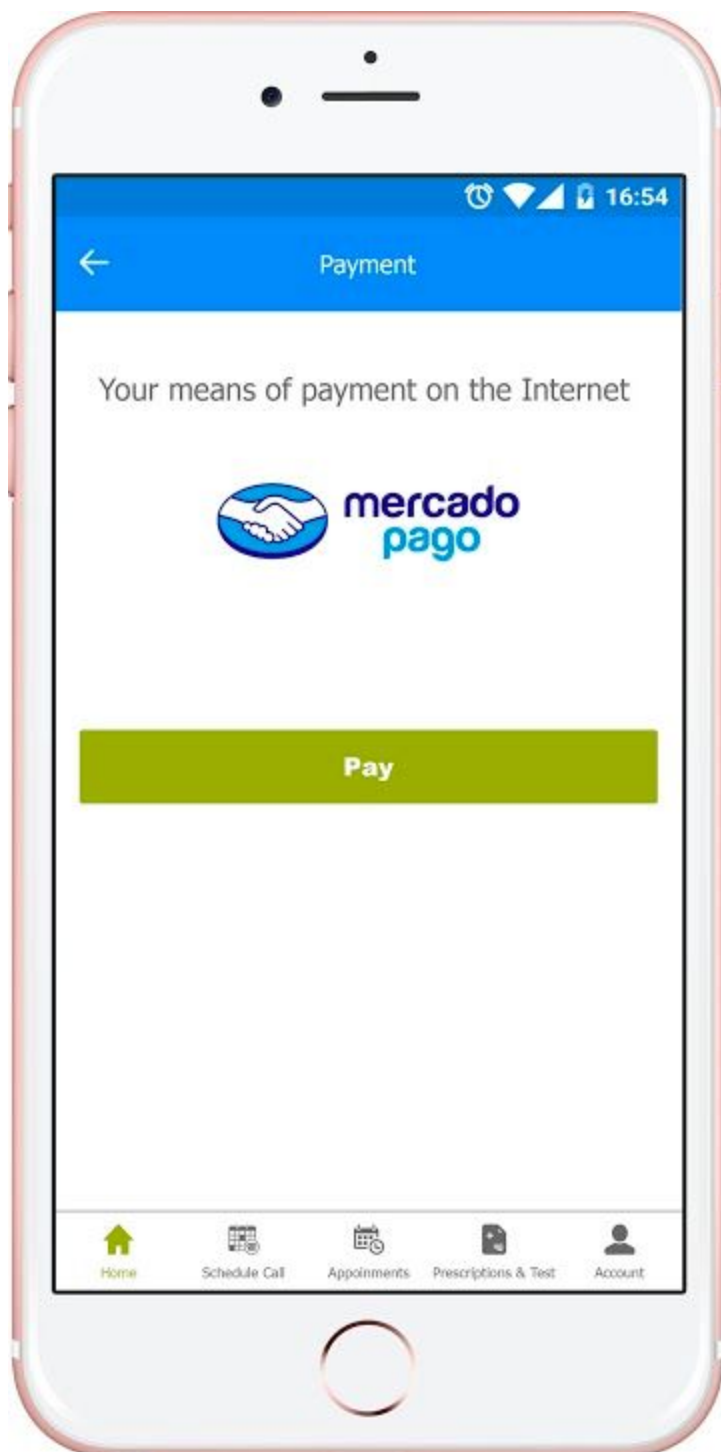 16:54
Payment
Your means of payment on the Internet
mercado
pago
Pay
Home
Schedule Call
Appoinments
Prescriptions & Test
Account